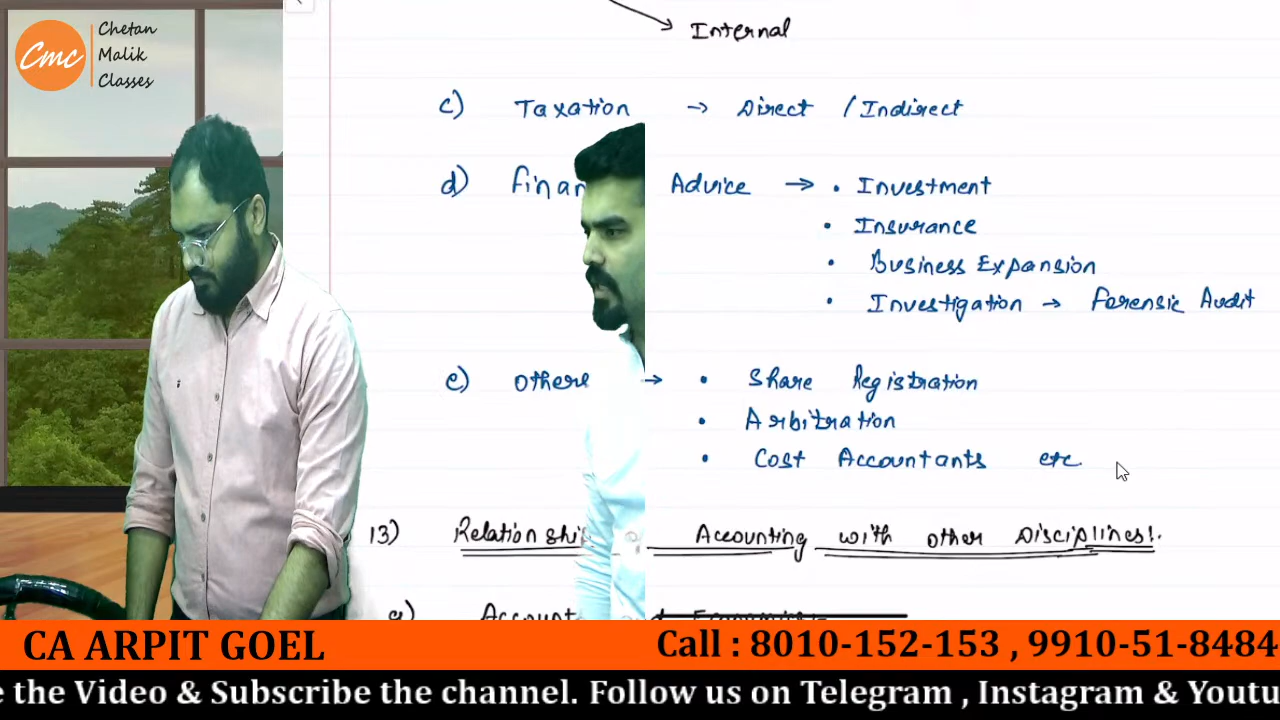 Cmc
Chetan
Malik
Classes
Internal
c) Taxation → Direct / Indirect
d) Advice → • Investment
• Insurance
• Business Expansion
• Investigation → Forensic Audit
e) Others → • Share Registration
• Arbitration
• Cost Accountants etc
13) Accounting with other Disciplines:
CA ARPIT GOEL
Call : 8010-152-153 , 9910-51-8484
e the Video & Subscribe the channel. Follow us on Telegram , Instagram & Youtu